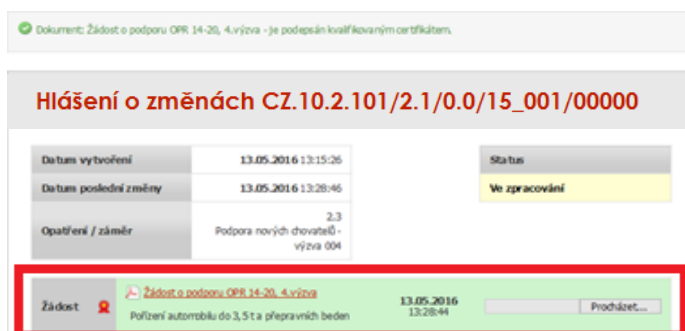 Dokument: Žádost o podporu OPR 14-20, 4.výzva - je podepsán kvalifikovaným certifikátem.
Hlášení o změnách CZ.10.2.101/2.1/0.0/15_001/00000
Datum vytvoření 13.05.2016 13:15:26 Status
Datum poslední změny 13.05.2016 13:28:46 Ve zpracování
Opatření / záměr
2.3
Podpora nových chovatelů -
výzva 004
Žádost
Žádost o podporu OPR 14-20, 4.výzva
Pořízení automobilu do 3,5 t a přepravních beden
13.05.2016
13:28:44
Procházet...